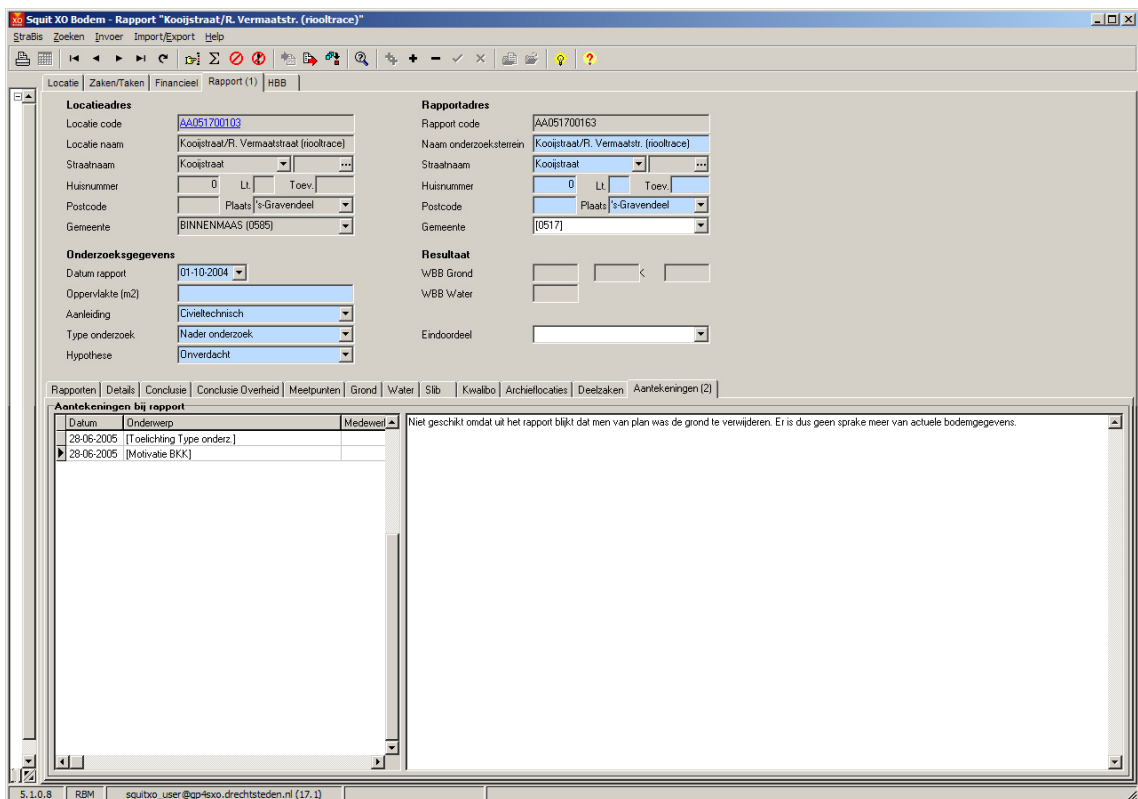 Squit XO Bodem - Rapport "Kooijstraat/R. Vermaatstr. (riooltrace)"
StraBis Zoeken Invoer Import/Export Help
Locatie Zaken/Taken Financieel Rapport (1) HBB
Locatieadres Rapportadres
Locatie code AA051700103 Rapport code AA051700163
Locatie naam Kooijstraat/R. Vermaatstraat (riooltrace) Naam onderzoeksterrein Kooijstraat/R. Vermaatstr. (riooltrace)
Straatnaam Kooijstraat ... Straatnaam Kooijstraat ...
Huisnummer 0 Lt. Toev. Huisnummer 0 Lt. Toev.
Postcode Plaats 's-Gravendeel Postcode Plaats 's-Gravendeel
Gemeente BINNENMAAS (0585) Gemeente [0517]
Onderzoeksgegevens Resultaat
Datum rapport 01-10-2004 WBB Grond <
Oppervlakte (m2) WBB Water
Aanleiding Civieltechnisch
Type onderzoek Nader onderzoek Eindoordeel
Hypothese Onverdacht
Rapporten Details Conclusie Conclusie Overheid Meetpunten Grond Water Slib Kwalibo Archieflocaties Deelzaken Aantekeningen (2)
Aantekeningen bij rapport
Datum Onderwerp Medewerl Niet geschikt omdat uit het rapport blijkt dat men van plan was de grond te verwijderen. Er is dus geen sprake meer van actuele bodemgegevens.
28-06-2005 [Toelichting Type onderz.]
28-06-2005 [Motivatie BKK]
5.1.0.8 RBM squitxo_user@gp4sxo.drechtsteden.nl (17.1)